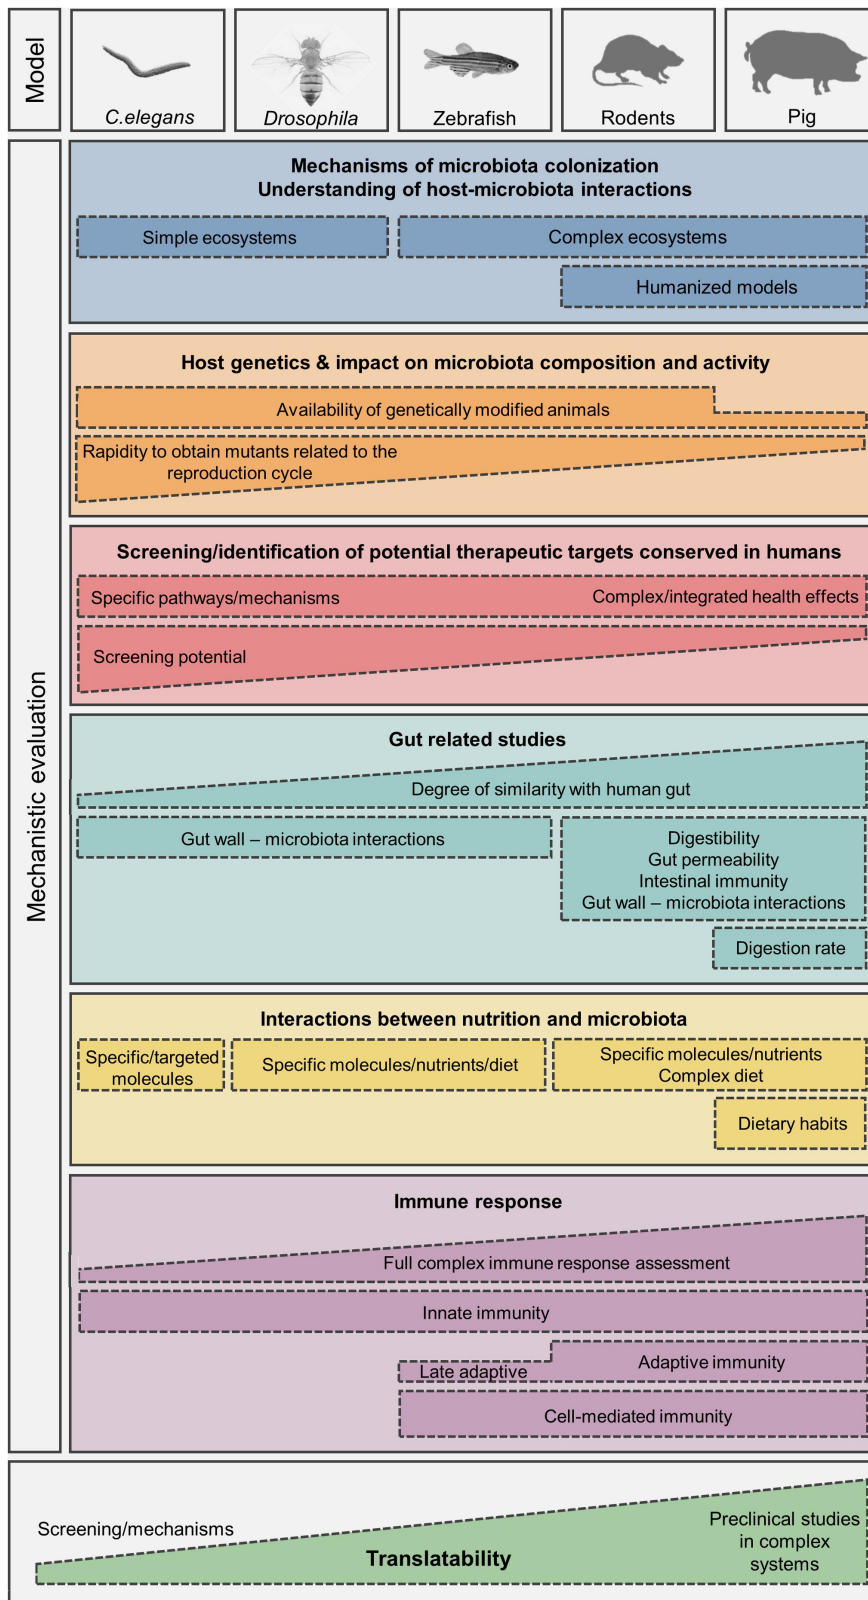 Model
C.elegans
Drosophila
Zebrafish
Rodents
Pig
Mechanistic evaluation
Mechanisms of microbiota colonization
Understanding of host-microbiota interactions
Simple ecosystems
Complex ecosystems
Humanized models
Host genetics & impact on microbiota composition and activity
Availability of genetically modified animals
Rapidity to obtain mutants related to the
reproduction cycle
Screening/identification of potential therapeutic targets conserved in humans
Specific pathways/mechanisms
Complex/integrated health effects
Screening potential
Gut related studies
Degree of similarity with human gut
Gut wall – microbiota interactions
Digestibility
Gut permeability
Intestinal immunity
Gut wall – microbiota interactions
Digestion rate
Interactions between nutrition and microbiota
Specific/targeted
molecules
Specific molecules/nutrients/diet
Specific molecules/nutrients
Complex diet
Dietary habits
Immune response
Full complex immune response assessment
Innate immunity
Late adaptive
Adaptive immunity
Cell-mediated immunity
Screening/mechanisms
Translatability
Preclinical studies
in complex
systems